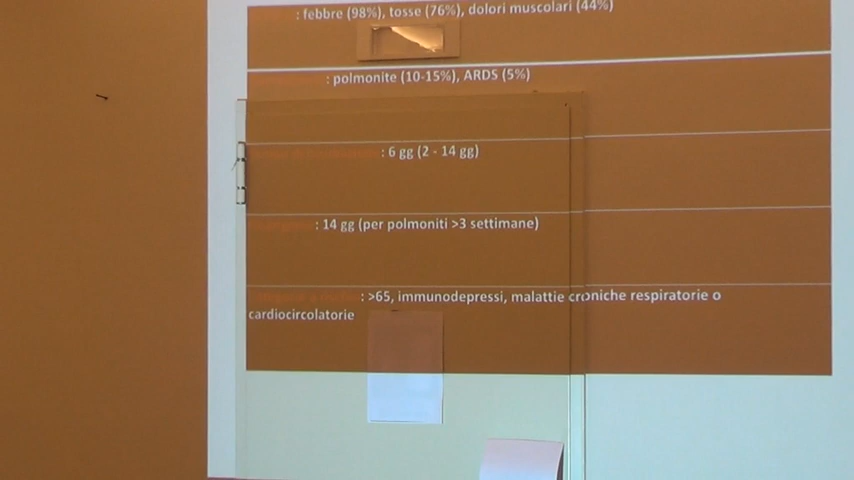 : febbre (98%), tosse (76%), dolori muscolari (44%)
: polmonite (10-15%), ARDS (5%)
: 6 gg (2 - 14 gg)
: 14 gg (per polmoniti >3 settimane)
: >65, immunodepressi, malattie croniche respiratorie o
cardiocircolatorie